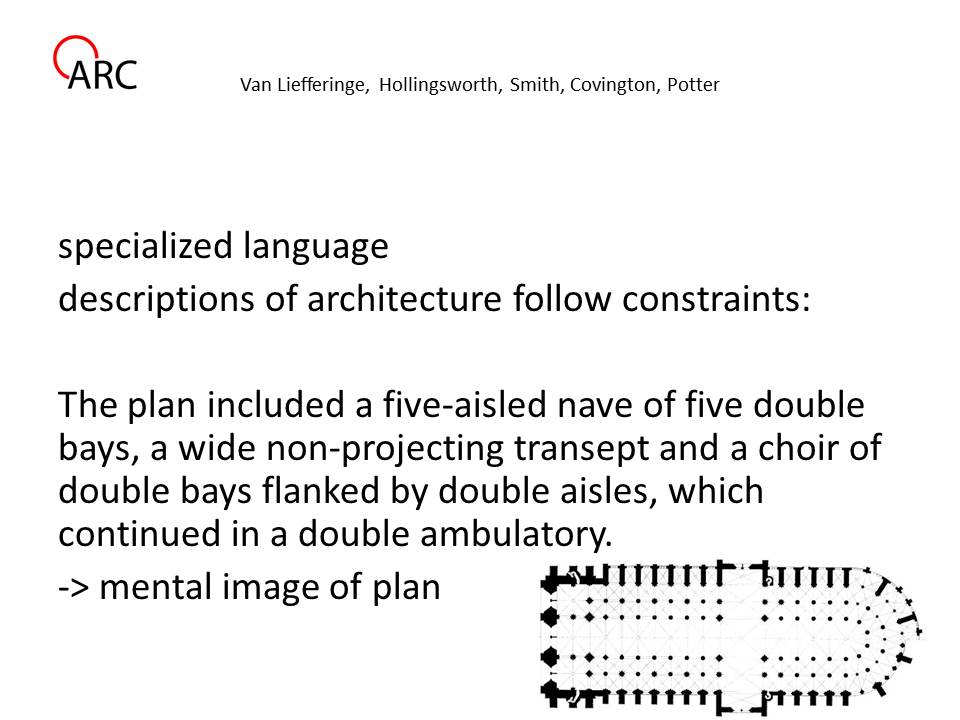 ARC
Van Liefferinge, Hollingsworth, Smith, Covington, Potter
specialized language
descriptions of architecture follow constraints:
The plan included a five-aisled nave of five double
bays, a wide non-projecting transept and a choir of
double bays flanked by double aisles, which
continued in a double ambulatory.
-> mental image of plan